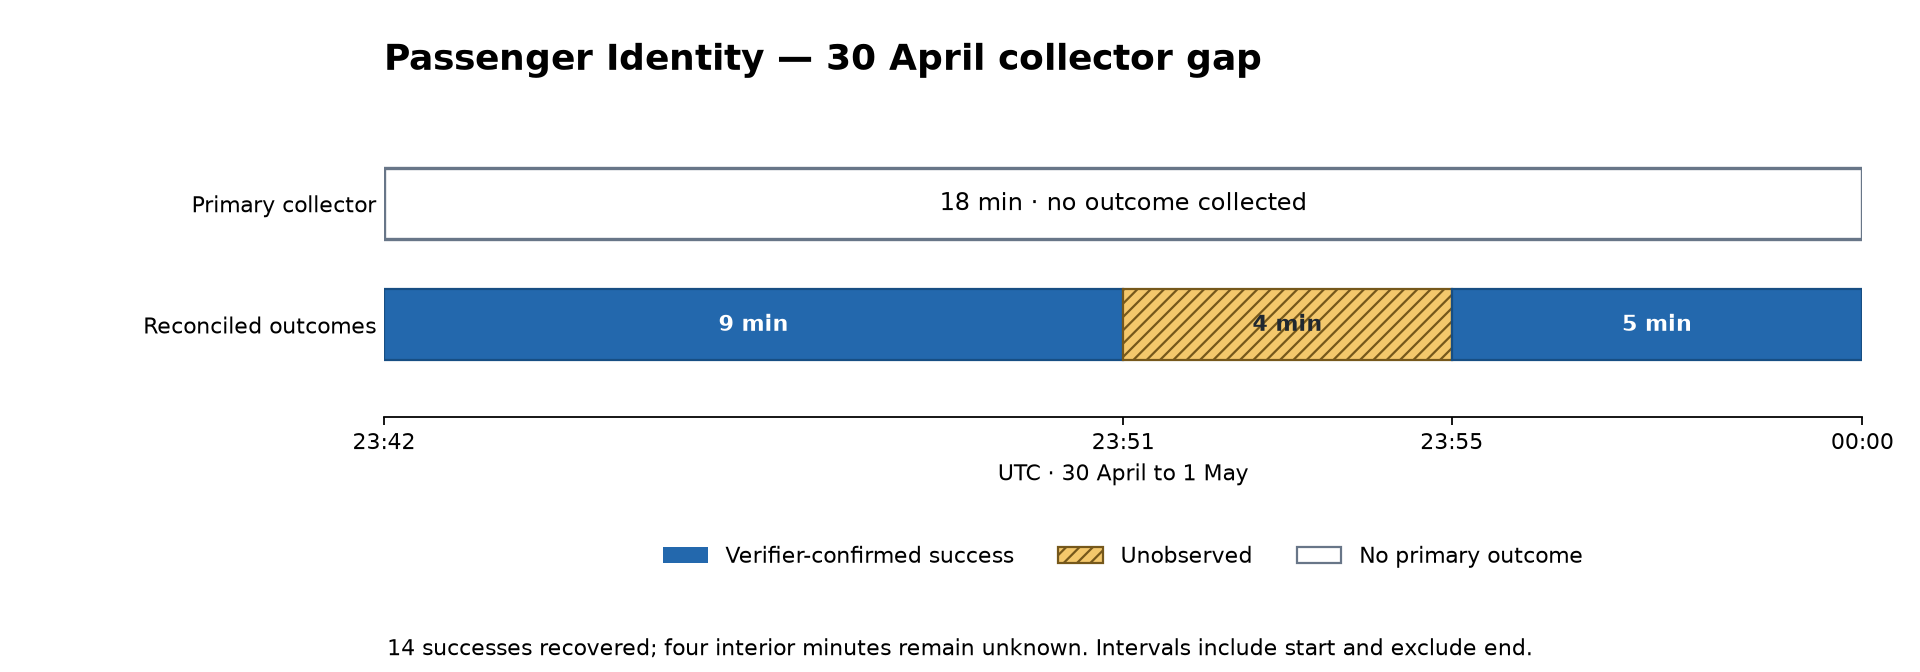 Passenger Identity — 30 April collector gap
Primary collector
18 min · no outcome collected
Reconciled outcomes
9 min
4 min
5 min
23:42
23:51
23:55
00:00
UTC · 30 April to 1 May
Verifier-confirmed success
Unobserved
No primary outcome
14 successes recovered; four interior minutes remain unknown. Intervals include start and exclude end.